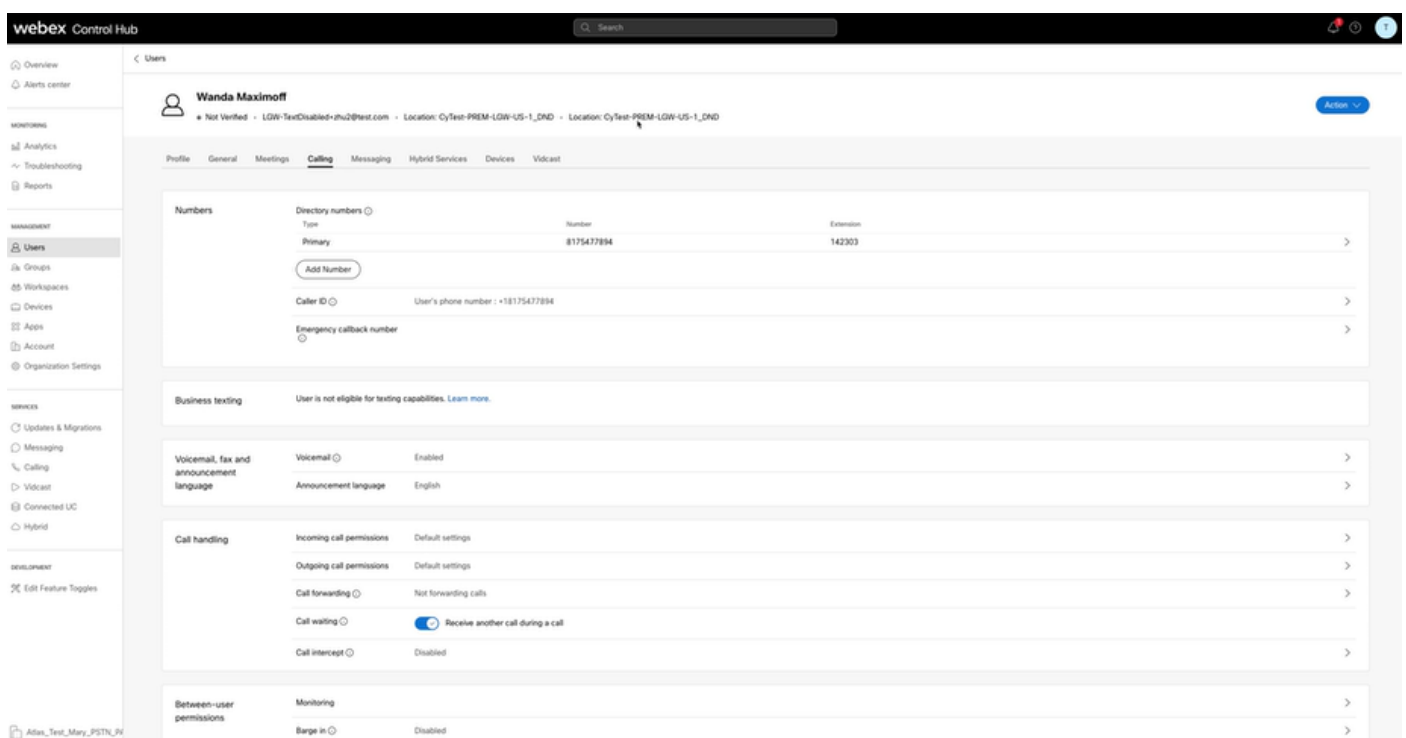 webex Control Hub
Search
T
Overview
Alerts center
MONITORING
Analytics
Troubleshooting
Reports
MANAGEMENT
Users
Groups
Workspaces
Devices
Apps
Account
Organization Settings
SERVICES
Updates & Migrations
Messaging
Calling
Vidcast
Connected UC
Hybrid
DEVELOPMENT
Edit Feature Toggles
Atlas_Test_Mary_PSTN_
Users
Wanda Maximoff
Not Verified
LGW-TextDisabled+zhu2@test.com
Location: CyTest-PREM-LGW-US-1_DND
Location: CyTest-PREM-LGW-US-1_DND
Action
Profile General Meetings Calling Messaging Hybrid Services Devices Vidcast
Numbers
Directory numbers
Type Number Extension
Primary 8175477894 142303
Add Number
Caller ID User's phone number : +18175477894
Emergency callback number
Business texting
User is not eligible for texting capabilities. Learn more.
Voicemail, fax and
announcement
language
Voicemail Enabled
Announcement language English
Call handling
Incoming call permissions Default settings
Outgoing call permissions Default settings
Call forwarding Not forwarding calls
Call waiting Receive another call during a call
Call intercept Disabled
Between-user
permissions
Monitoring
Barge in Disabled